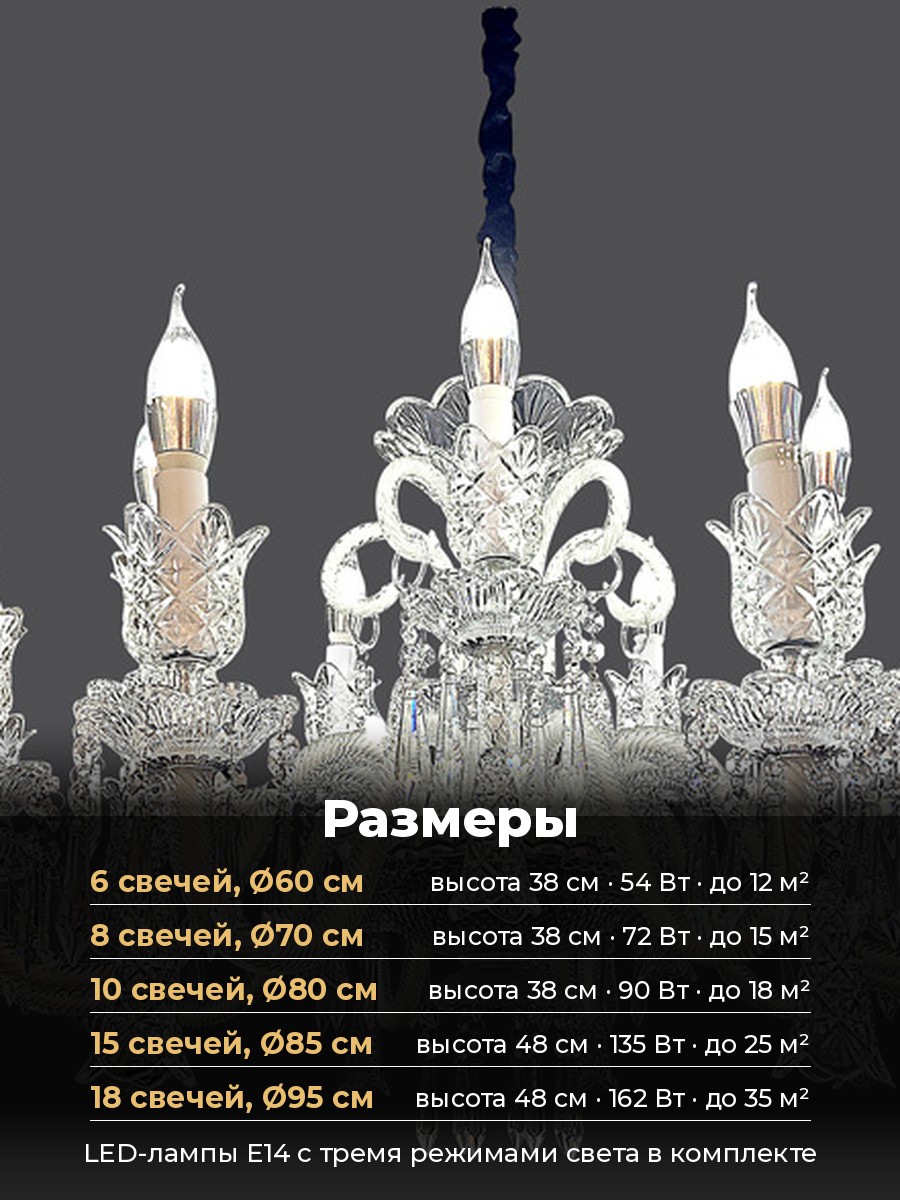 Размеры
6 свечей, Ø60 см высота 38 см · 54 Вт · до 12 м²
8 свечей, Ø70 см высота 38 см · 72 Вт · до 15 м²
10 свечей, Ø80 см высота 38 см · 90 Вт · до 18 м²
15 свечей, Ø85 см высота 48 см · 135 Вт · до 25 м²
18 свечей, Ø95 см высота 48 см · 162 Вт · до 35 м²
LED-лампы E14 с тремя режимами света в комплекте